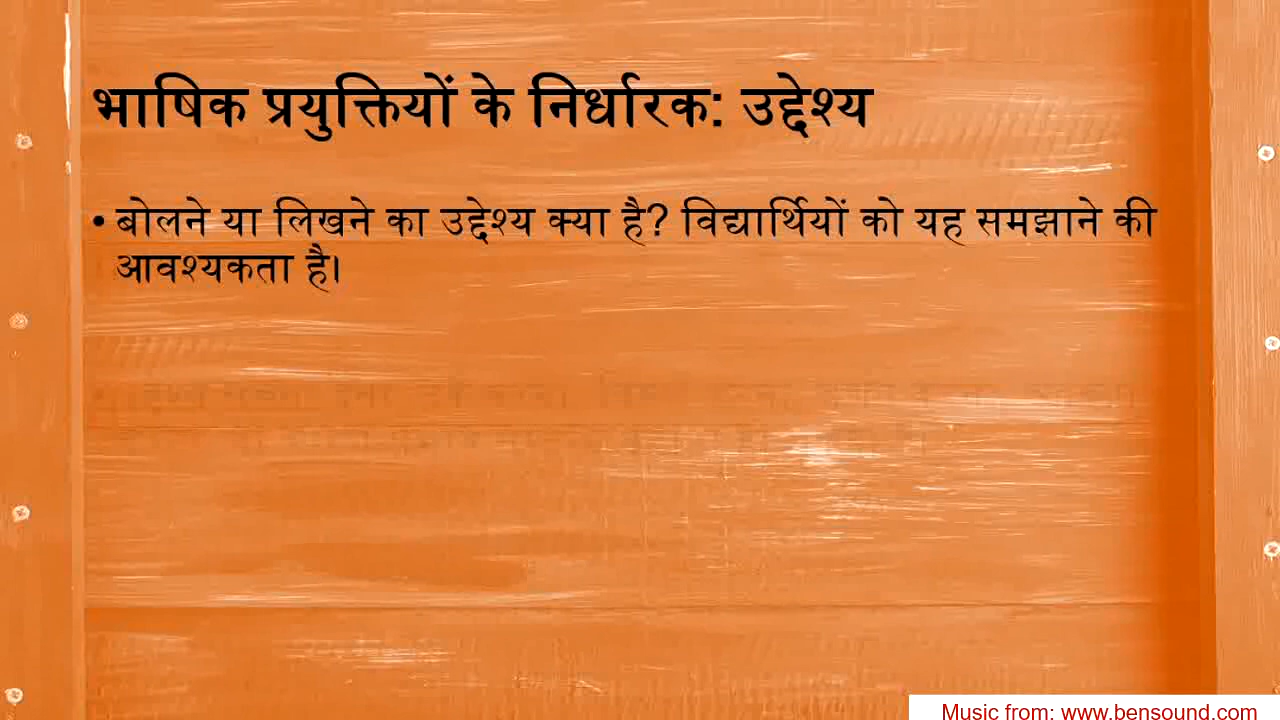 भाषिक प्रयुक्तियों के निर्धारक: उद्देश्य
• बोलने या लिखने का उद्देश्य क्या है? विद्यार्थियों को यह समझाने की
आवश्यकता है।
Music from: www.bensound.com